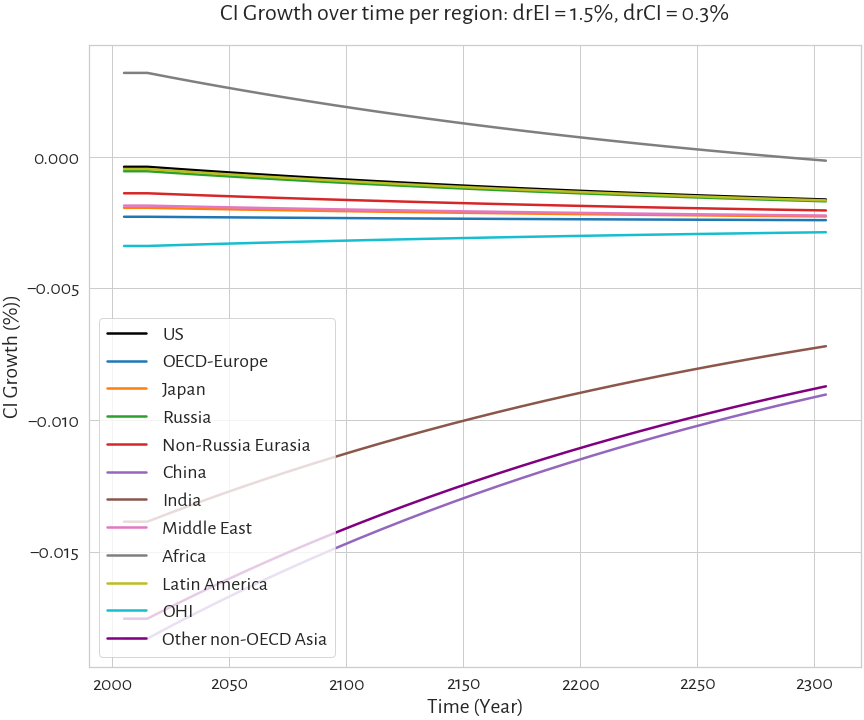 CI Growth over time per region: drEI = 1.5%, drCI = 0.3%
CI Growth (%))
0.000
−0.005
−0.010
−0.015
US
OECD-Europe
Japan
Russia
Non-Russia Eurasia
China
India
Middle East
Africa
Latin America
OHI
Other non-OECD Asia
2000 2050 2100 2150 2200 2250 2300
Time (Year)